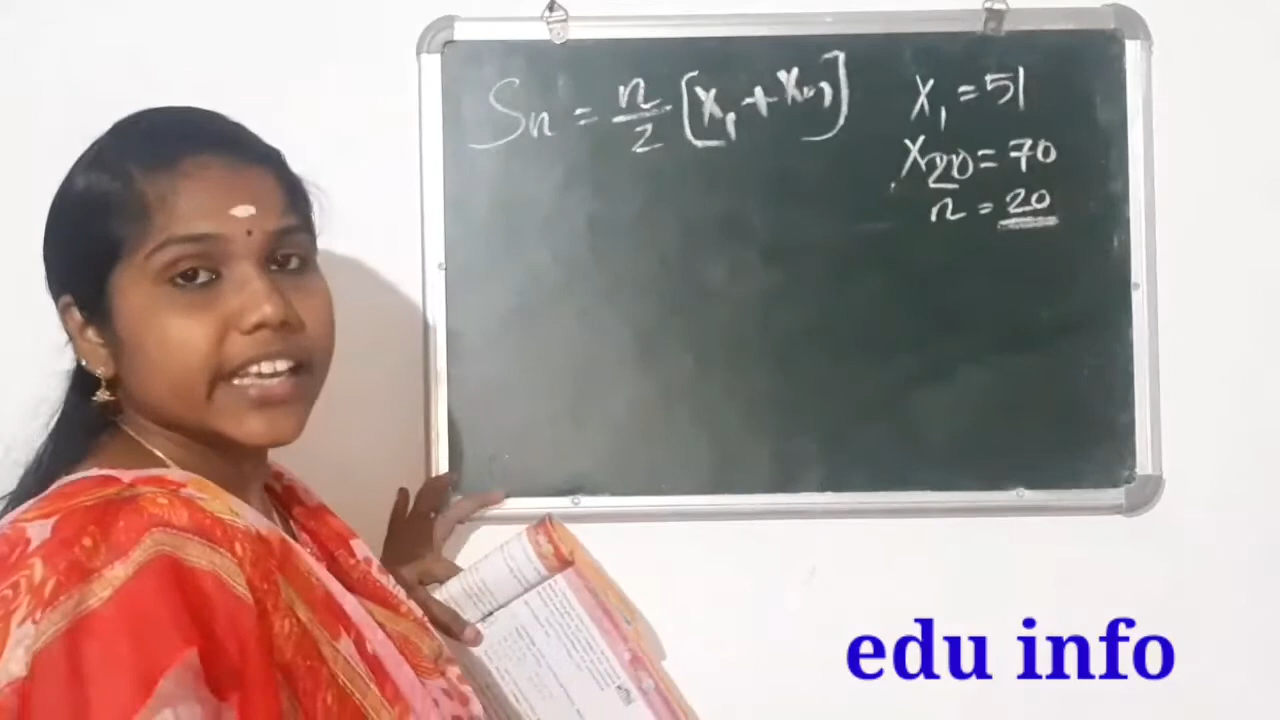 Sn = n/2 [x₁ + xₙ]
x₁ = 51
x₂₀ = 70
n = 20
edu info